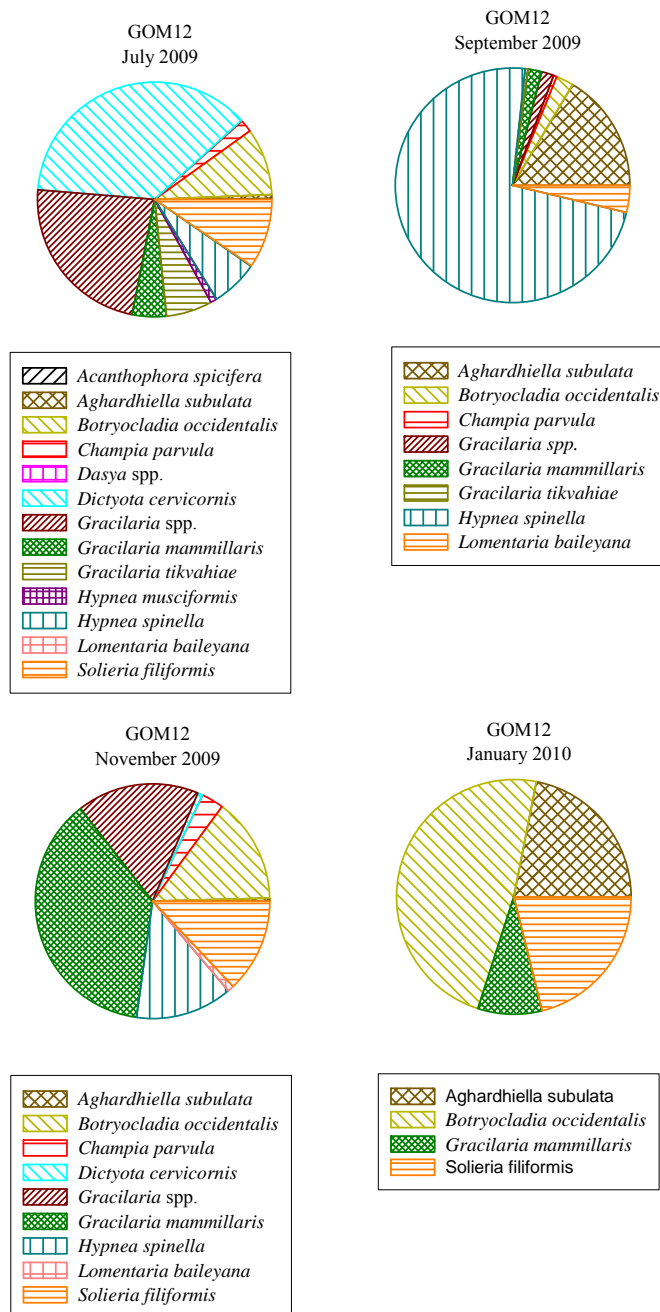 GOM12
July 2009
Acanthophora spicifera
Aghardhiella subulata
Botryocladia occidentalis
Champia parvula
Dasya spp.
Dictyota cervicornis
Gracilaria spp.
Gracilaria mammillaris
Gracilaria tikvahiae
Hypnea musciformis
Hypnea spinella
Lomentaria baileyana
Solieria filiformis
GOM12
September 2009
Aghardhiella subulata
Botryocladia occidentalis
Champia parvula
Gracilaria spp.
Gracilaria mammillaris
Gracilaria tikvahiae
Hypnea spinella
Lomentaria baileyana
GOM12
November 2009
Aghardhiella subulata
Botryocladia occidentalis
Champia parvula
Dictyota cervicornis
Gracilaria spp.
Gracilaria mammillaris
Hypnea spinella
Lomentaria baileyana
Solieria filiformis
GOM12
January 2010
Aghardhiella subulata
Botryocladia occidentalis
Gracilaria mammillaris
Solieria filiformis